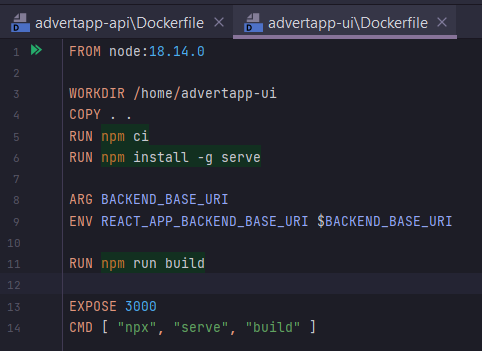 advertapp-api\Dockerfile advertapp-ui\Dockerfile
1 FROM node:18.14.0
2
3 WORKDIR /home/advertapp-ui
4 COPY . .
5 RUN npm ci
6 RUN npm install -g serve
7
8 ARG BACKEND_BASE_URI
9 ENV REACT_APP_BACKEND_BASE_URI $BACKEND_BASE_URI
10
11 RUN npm run build
12
13 EXPOSE 3000
14 CMD [ "npx", "serve", "build" ]